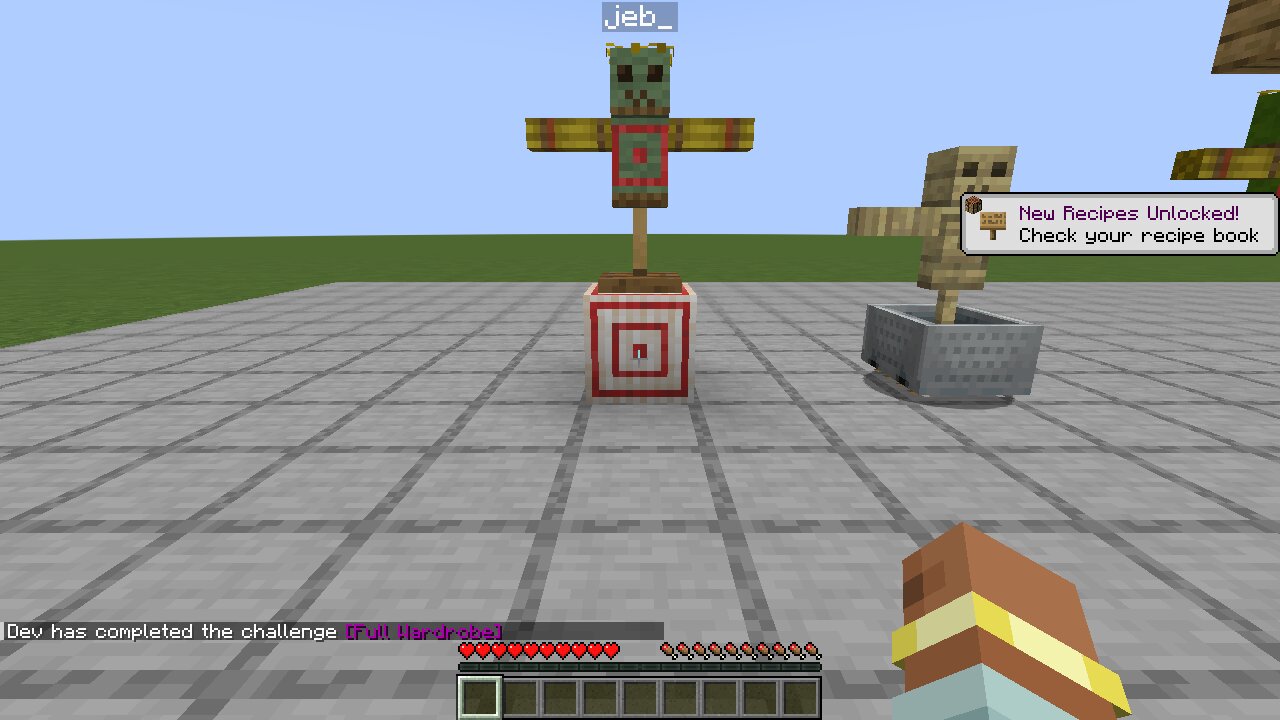 jeb_
New Recipes Unlocked!
Check your recipe book
Dev has completed the challenge [Full Wardrobe]